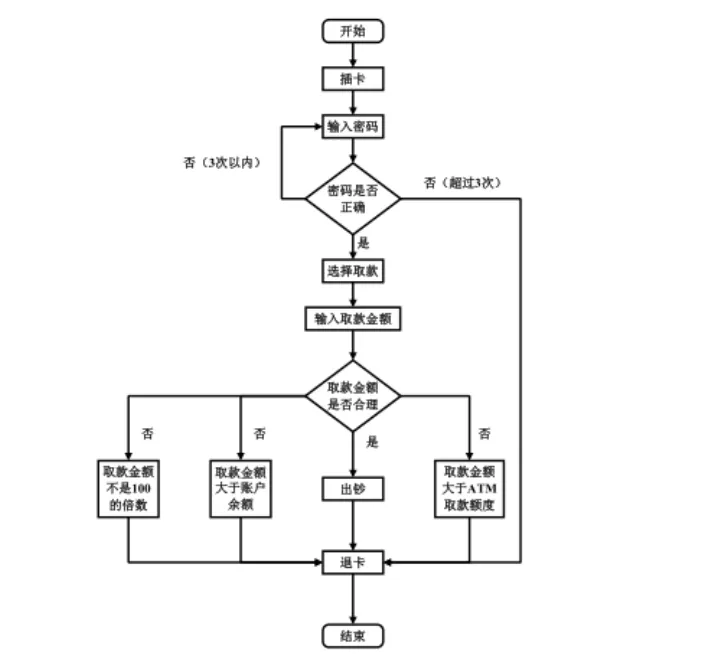 开始
插卡
输入密码
否（3次以内）
密码是否
正确
否（超过3次）
是
选择取款
输入取款金额
取款金额
是否合理
否
否
是
否
取款金额
不是100
的倍数
取款金额
大于账户
余额
出钞
取款金额
大于ATM
取款额度
退卡
结束